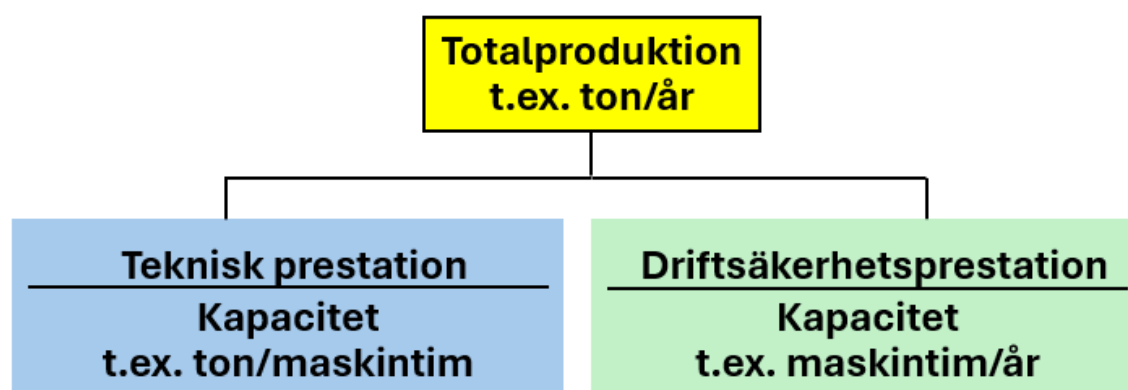 Totalproduktion
t.ex. ton/år
Teknisk prestation
Kapacitet
t.ex. ton/maskintim
Driftsäkerhetsprestation
Kapacitet
t.ex. maskintim/år